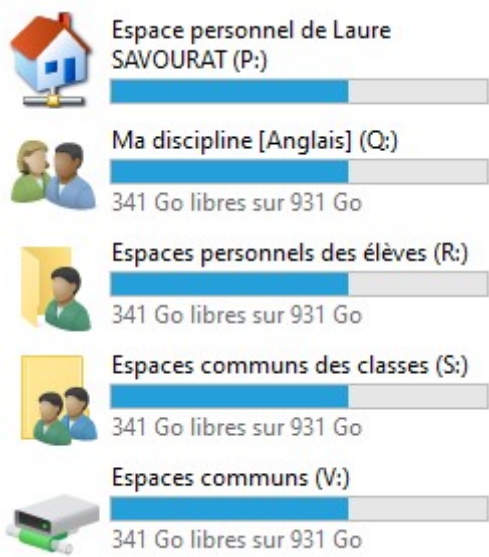 Espace personnel de Laure
SAVOURAT (P:)
Ma discipline [Anglais] (Q:)
341 Go libres sur 931 Go
Espaces personnels des élèves (R:)
341 Go libres sur 931 Go
Espaces communs des classes (S:)
341 Go libres sur 931 Go
Espaces communs (V:)
341 Go libres sur 931 Go